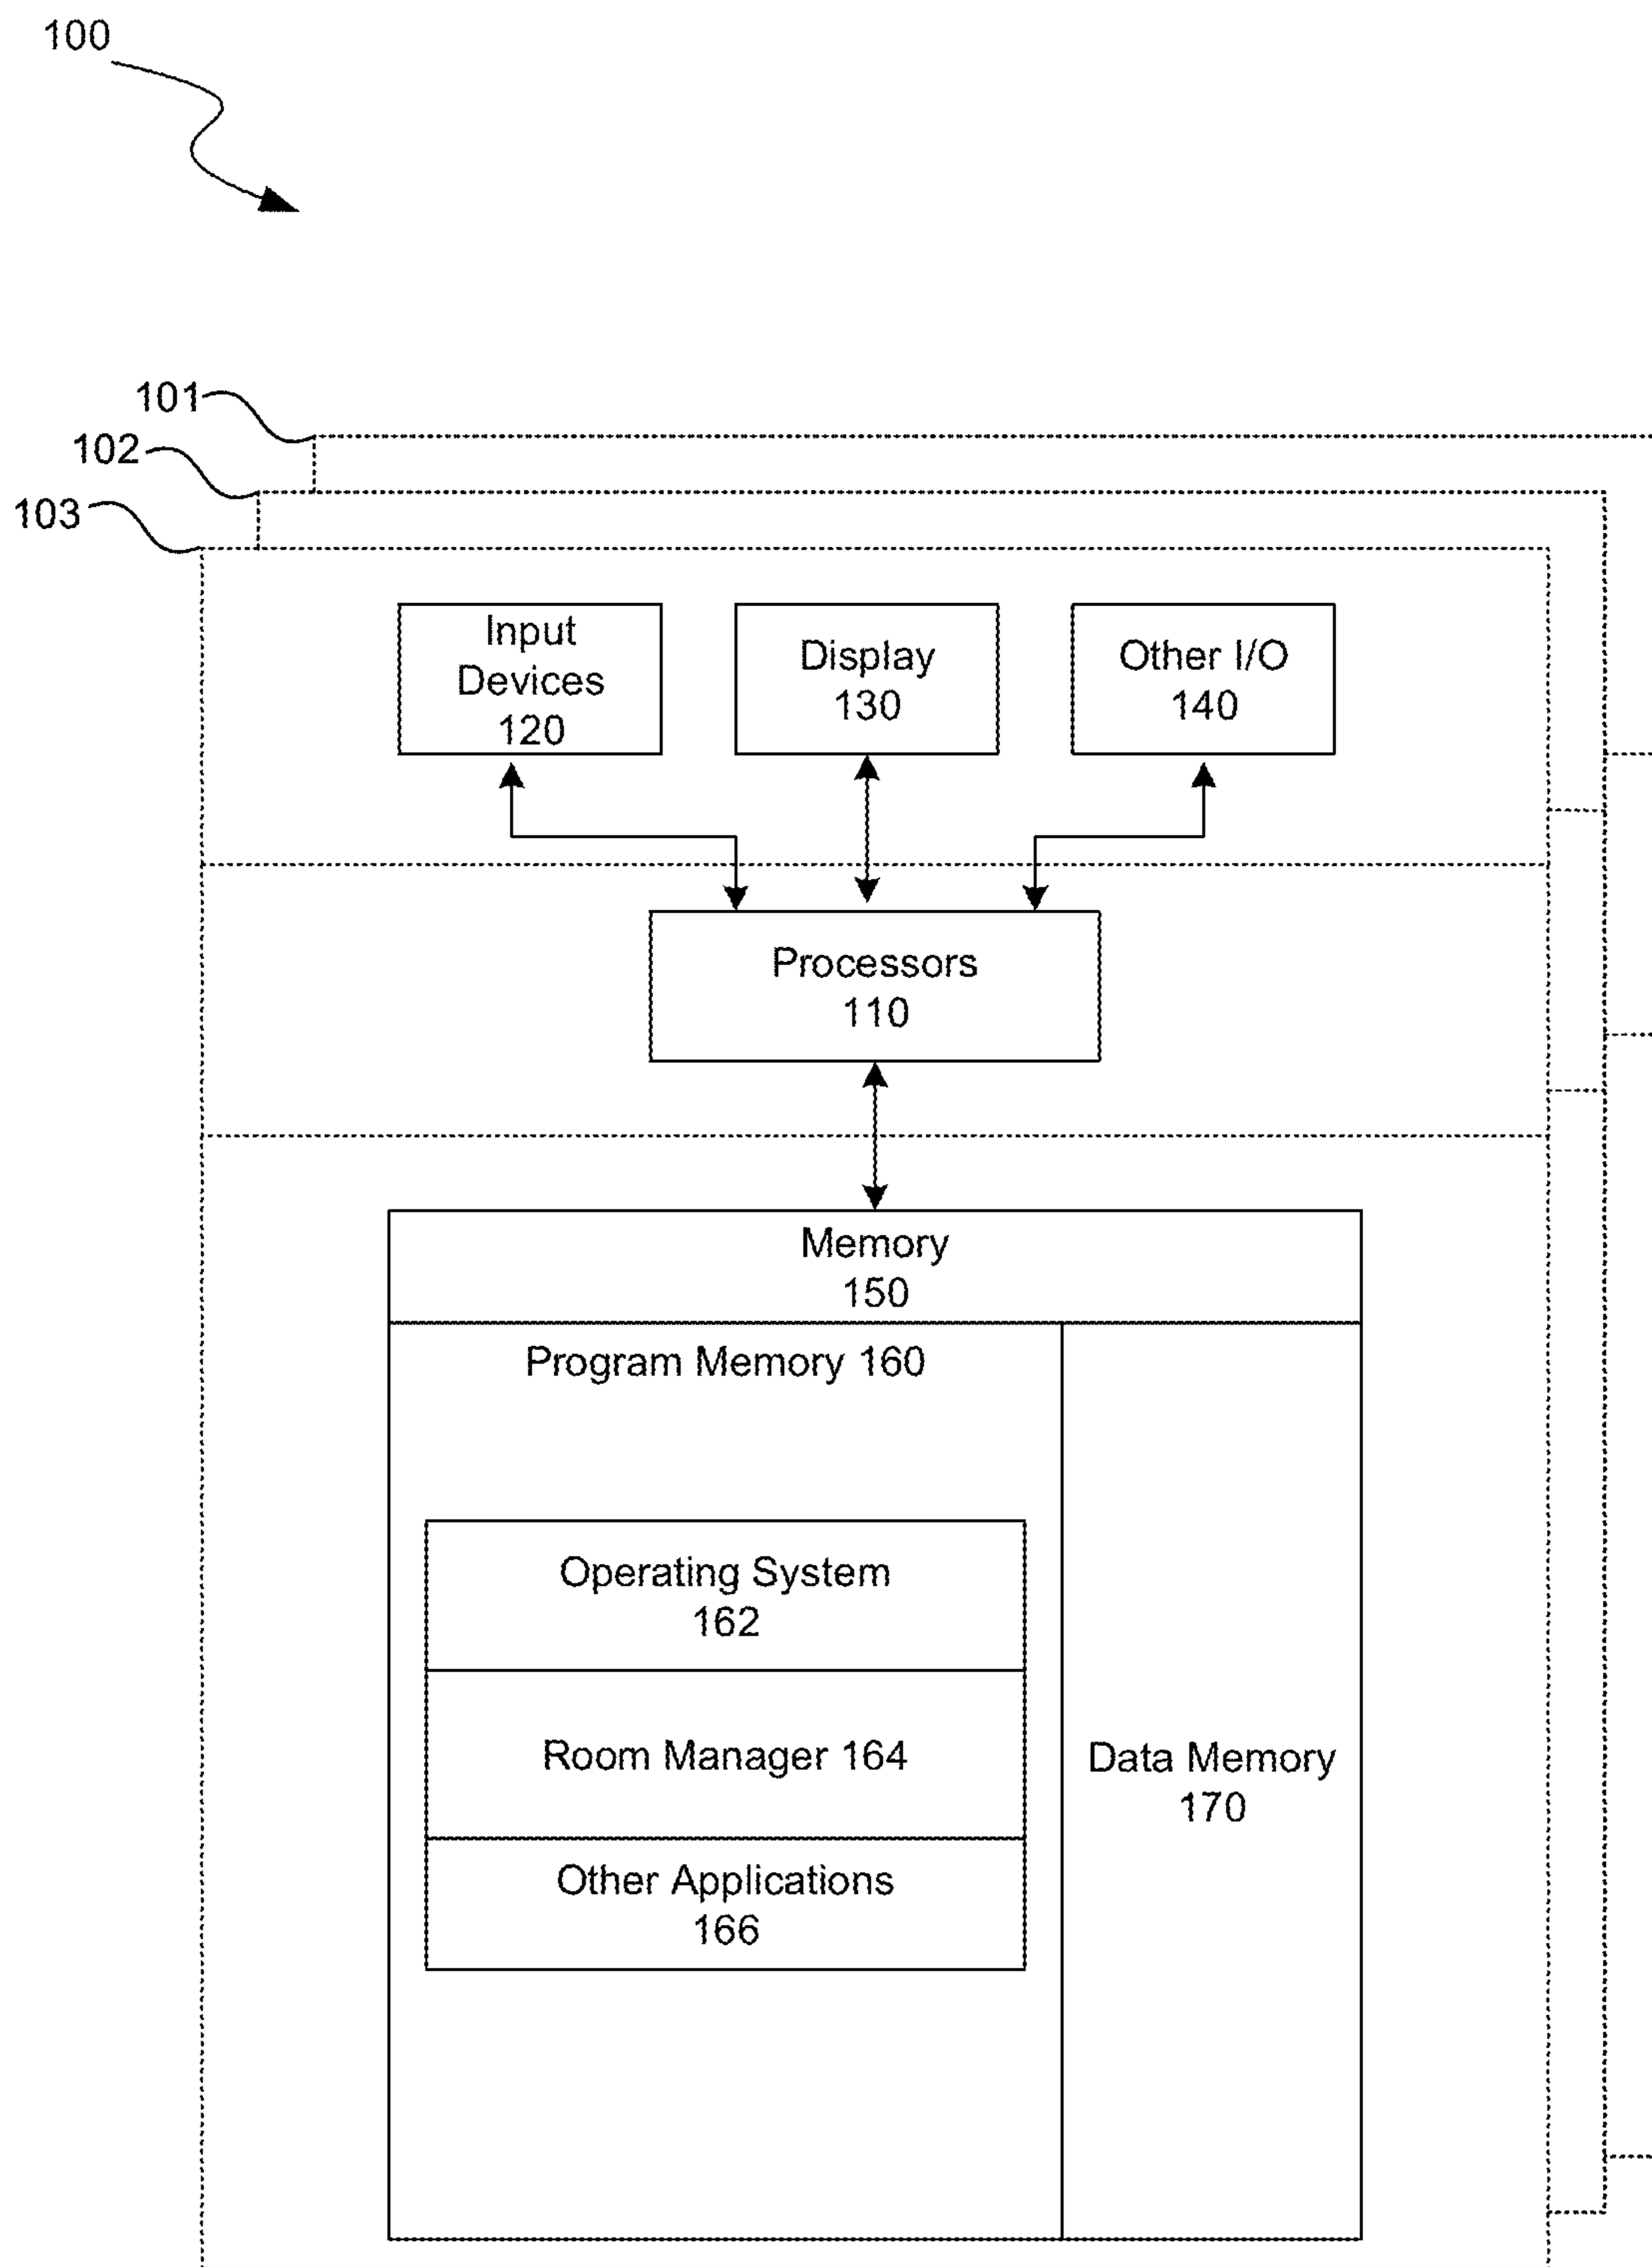 100
101
102
103
Input
Devices
120
Display
130
Other I/O
140
Processors
110
Memory
150
Program Memory 160
Operating System
162
Room Manager 164
Other Applications
166
Data Memory
170